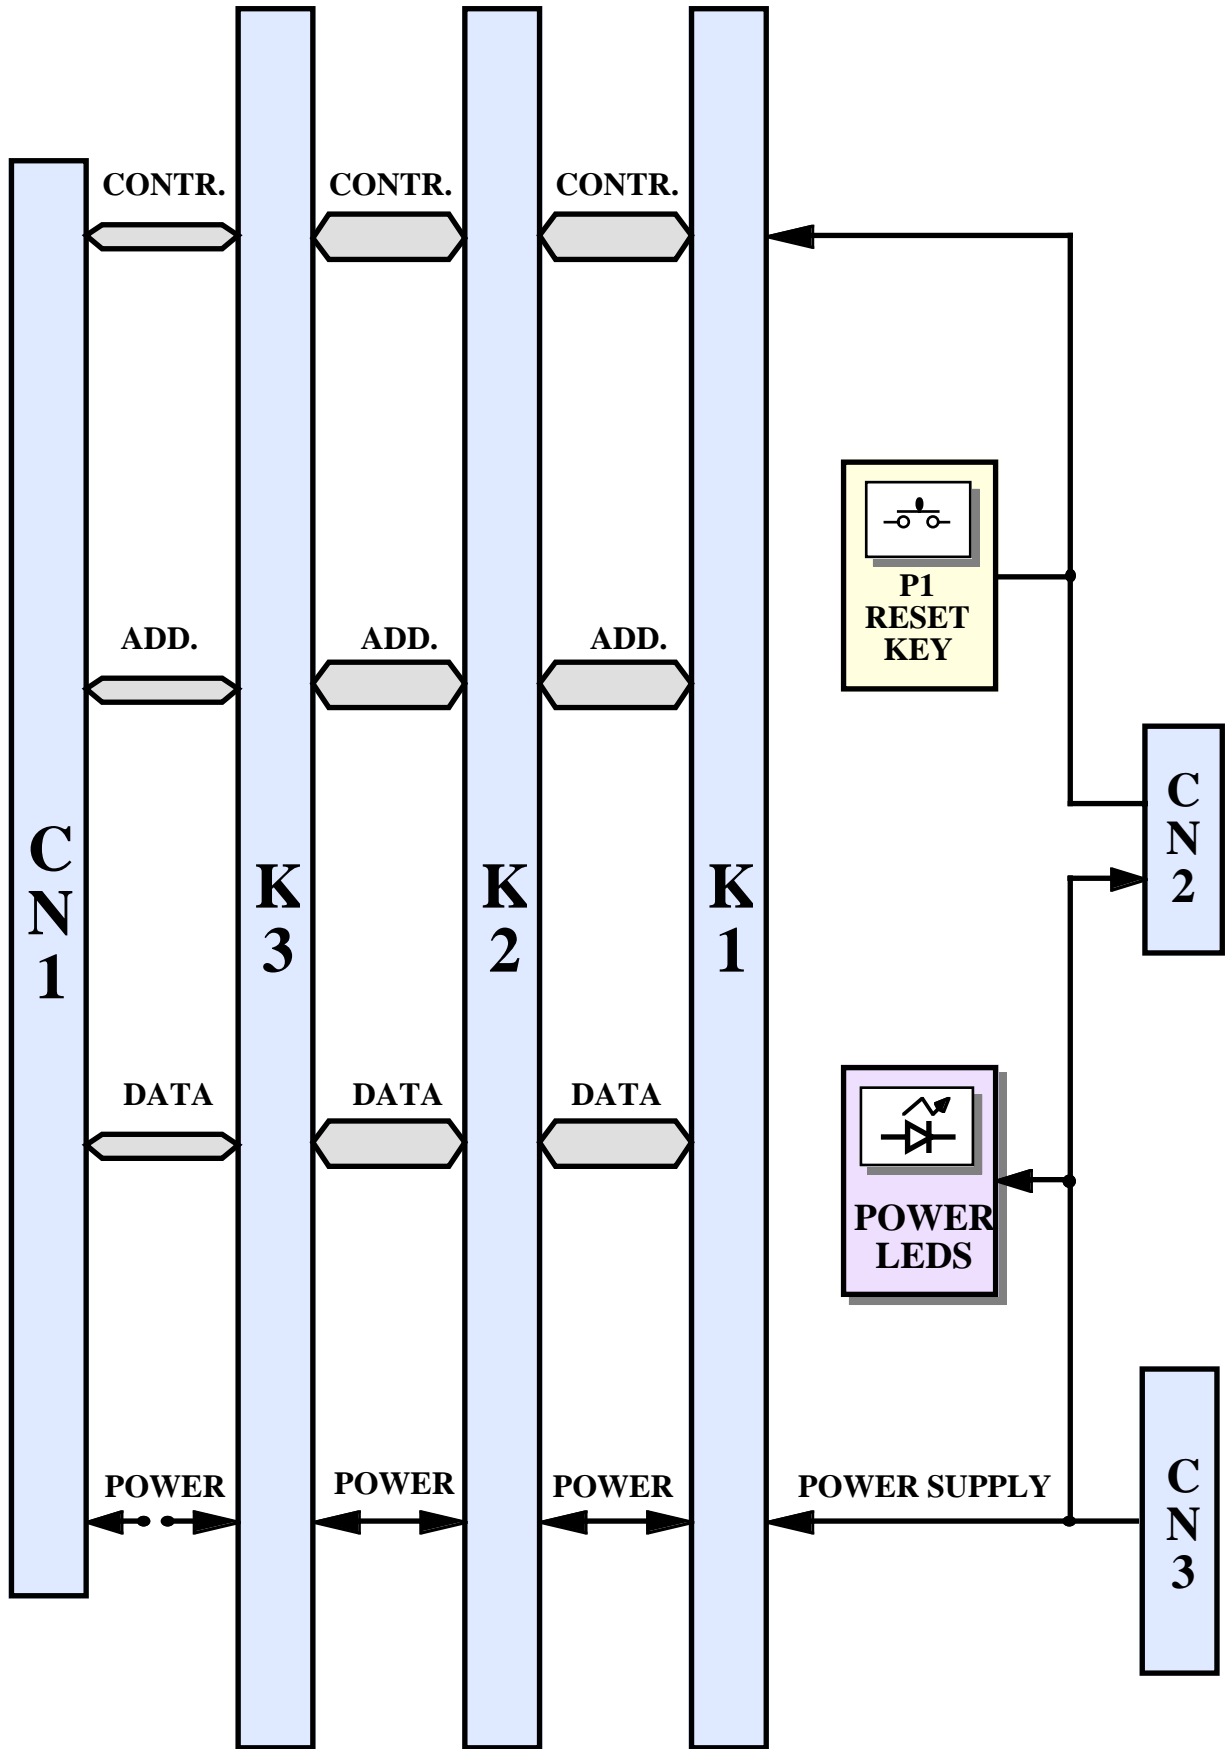 CONTR.
CONTR.
CONTR.
P1
RESET
KEY
ADD.
ADD.
ADD.
C
N
1
K
3
K
2
K
1
C
N
2
DATA
DATA
DATA
POWER
LEDS
POWER
POWER
POWER
POWER SUPPLY
C
N
3